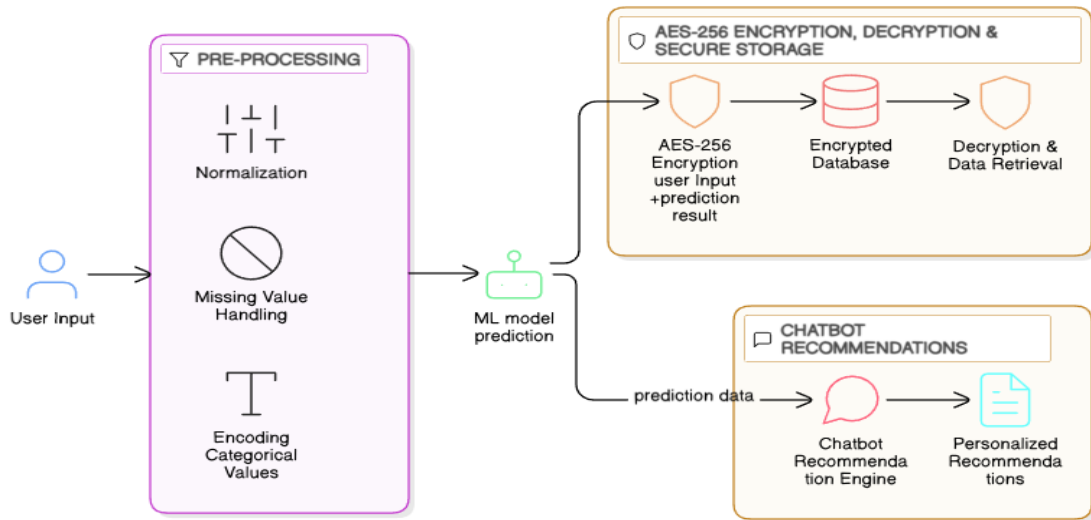 User Input
PRE-PROCESSING
Normalization
Missing Value
Handling
Encoding
Categorical
Values
ML model
prediction
AES-256 ENCRYPTION, DECRYPTION &
SECURE STORAGE
AES-256
Encryption
user Input
+prediction
result
Encrypted
Database
Decryption &
Data Retrieval
prediction data
CHATBOT
RECOMMENDATIONS
Chatbot
Recommenda
tion Engine
Personalized
Recommenda
tions